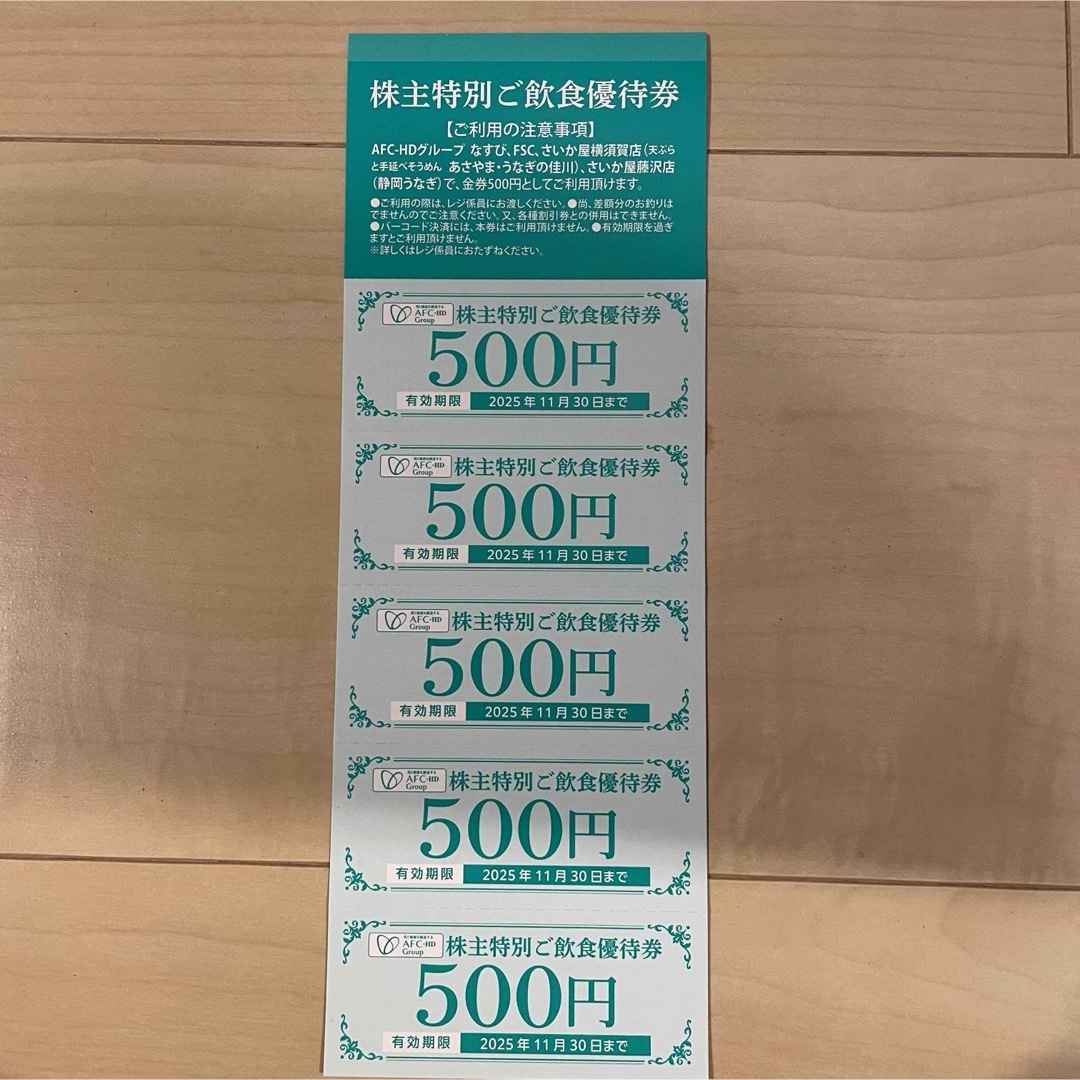 株主特別ご飲食優待券
【ご利用の注意事項】
AFC-HDグループ なすび、FSC、さいか屋横須賀店(天ぷら
と手延べそうめん あさやま・うなぎの佳川)、さいか屋藤沢店
(静岡うなぎ)で、金券500円としてご利用頂けます。
●ご利用の際は、レジ係員にお渡しください。●尚、差額分のお釣りは
でませんのでご注意ください。又、各種割引券との併用はできません。
●バーコード決済には、本券はご利用頂けません。●有効期限を過ぎ
ますとご利用頂けません。
※詳しくはレジ係員におたずねください。
AFC-HD
Group
株主特別ご飲食優待券
500円
有効期限 2025年11月30日まで
AFC-HD
Group
株主特別ご飲食優待券
500円
有効期限 2025年11月30日まで
AFC-HD
Group
株主特別ご飲食優待券
500円
有効期限 2025年11月30日まで
AFC-HD
Group
株主特別ご飲食優待券
500円
有効期限 2025年11月30日まで
AFC-HD
Group
株主特別ご飲食優待券
500円
有効期限 2025年11月30日まで